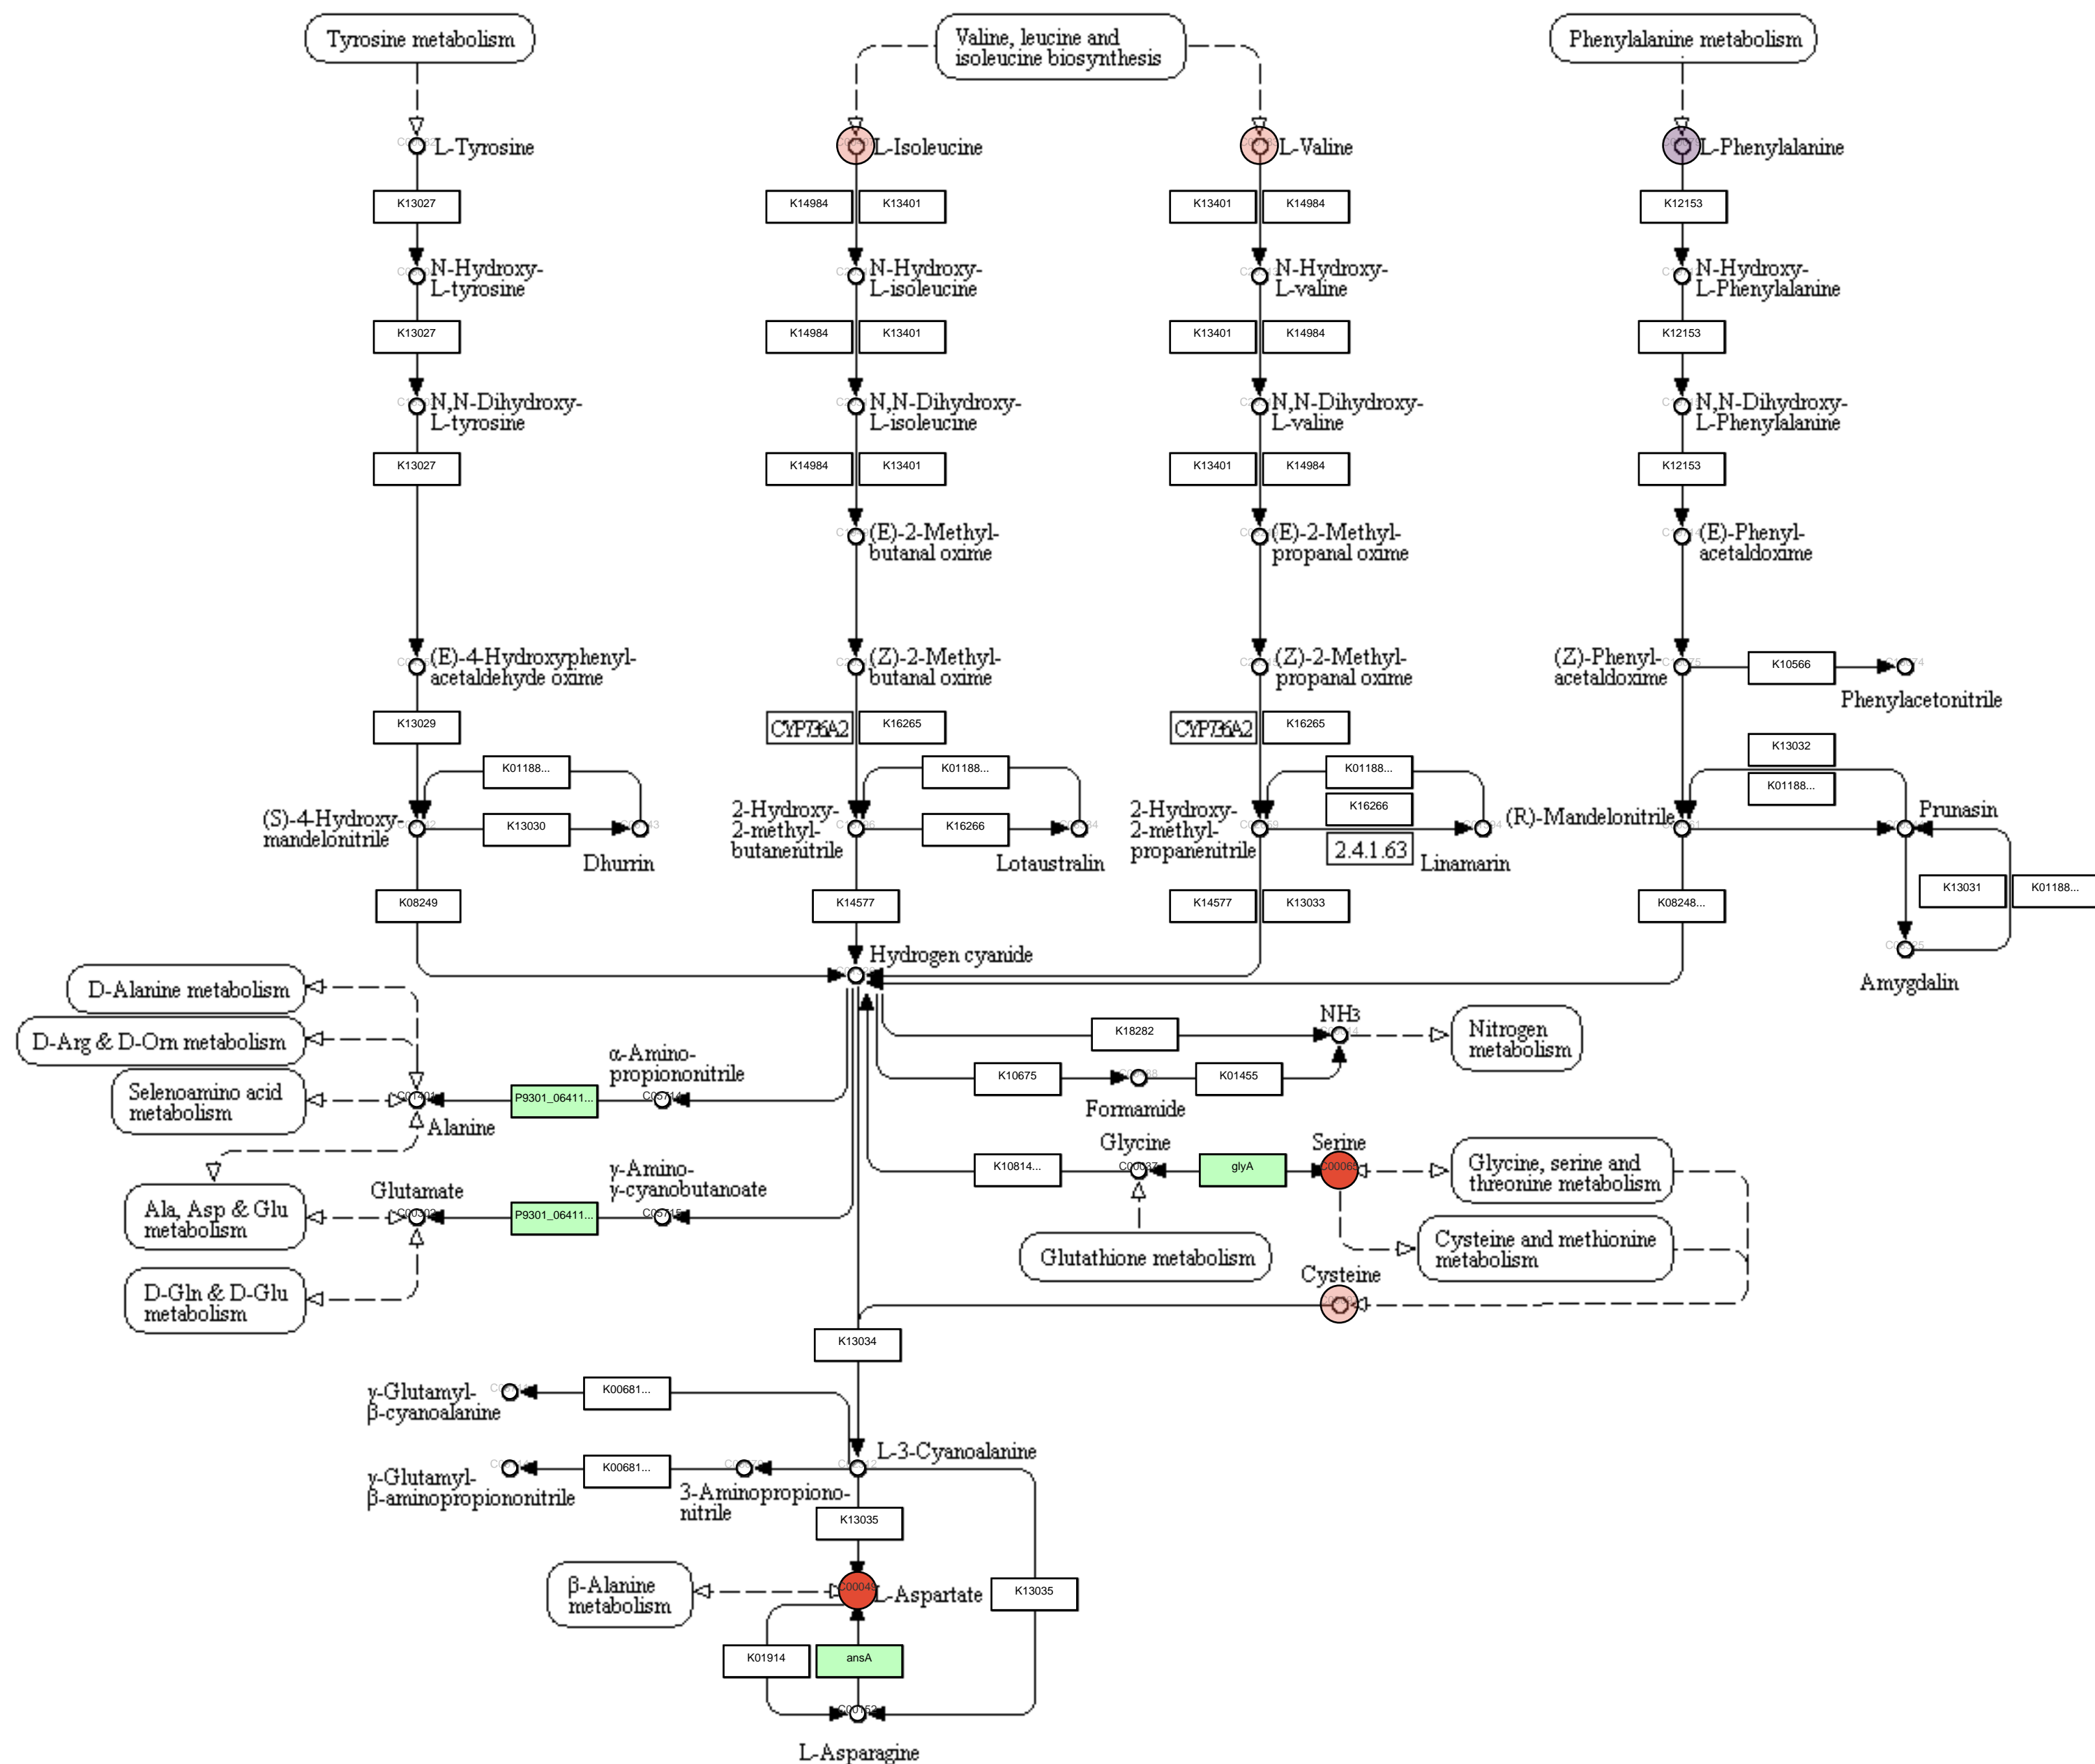 Tyrosine metabolism
Valine, leucine and
isoleucine biosynthesis
Phenylalanine metabolism
L-Tyrosine
L-Isoleucine
L-Valine
L-Phenylalanine
K13027
K14984
K13401
K13401
K14984
K12153
N-Hydroxy-
L-tyrosine
N-Hydroxy-
L-isoleucine
N-Hydroxy-
L-valine
N-Hydroxy-
L-Phenylalanine
K13027
K14984
K13401
K13401
K14984
K12153
N,N-Dihydroxy-
L-tyrosine
N,N-Dihydroxy-
L-isoleucine
N,N-Dihydroxy-
L-valine
N,N-Dihydroxy-
L-Phenylalanine
K13027
K14984
K13401
K13401
K14984
K12153
(E)-2-Methyl-
butanal oxime
(E)-2-Methyl-
propanal oxime
(E)-Phenyl-
acetaldoxime
(E)-4-Hydroxyphenyl-
acetaldehyde oxime
(Z)-2-Methyl-
butanal oxime
(Z)-2-Methyl-
propanal oxime
(Z)-Phenyl-
acetaldoxime
K10566
Phenylacetonitrile
K13029
CYP736A2
K16265
CYP736A2
K16265
K13032
K01188...
K01188...
K01188...
K01188...
K16266
(S)-4-Hydroxy-
mandelonitrile
K13030
Dhurrin
2-Hydroxy-
2-methyl-
butanenitrile
K16266
Lotaustralin
2-Hydroxy-
2-methyl-
propanenitrile
2.4.1.63
Linamarin
(R)-Mandelonitrile
Prunasin
K08249
K14577
K14577
K13033
K08248...
K13031
K01188...
Hydrogen cyanide
Amygdalin
D-Alanine metabolism
D-Arg & D-Orn metabolism
Selenoamino acid
metabolism
α-Amino-
propiononitrile
P9301_06411...
C01401
C05714
Alanine
K18282
NH3
Nitrogen
metabolism
K10675
K01455
Formamide
Glycine
Serine
K10814...
C00037
glyA
C00065
Glycine, serine and
threonine metabolism
Ala, Asp & Glu
metabolism
Glutamate
γ-Amino-
γ-cyanobutanoate
C00302
P9301_06411...
C05715
Glutathione metabolism
Cysteine and methionine
metabolism
D-Gln & D-Glu
metabolism
Cysteine
K13034
γ-Glutamyl-
β-cyanoalanine
K00681...
L-3-Cyanoalanine
γ-Glutamyl-
β-aminopropiononitrile
K00681...
3-Aminopropiono-
nitrile
K13035
β-Alanine
metabolism
C00049
L-Aspartate
K13035
K01914
ansA
C00152
L-Asparagine